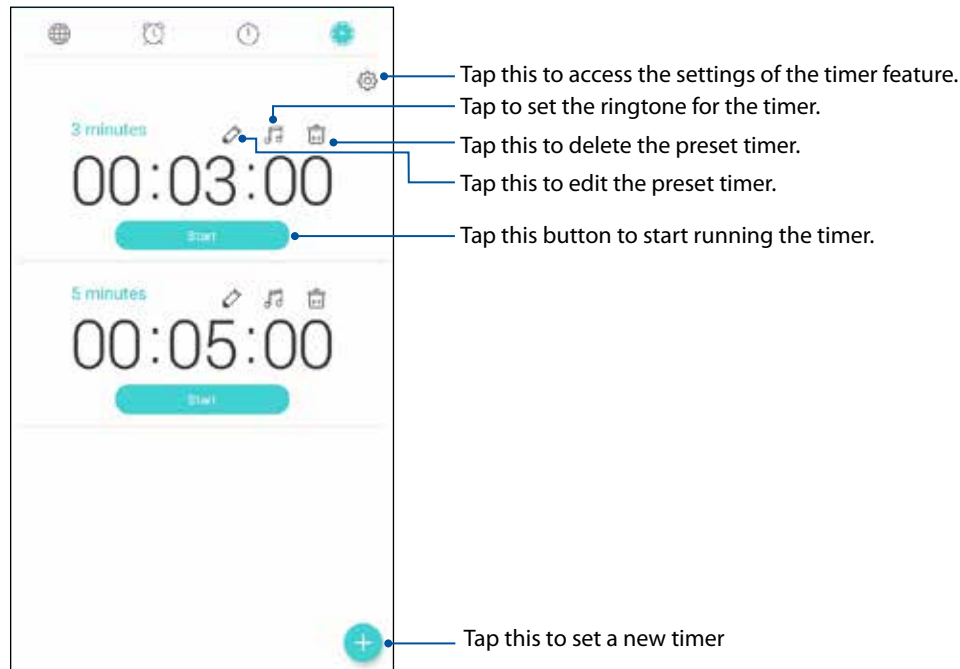 Tap this to access the settings of the timer feature.
Tap to set the ringtone for the timer.
3 minutes
Tap this to delete the preset timer.
00:03:00
Tap this to edit the preset timer.
Start
Tap this button to start running the timer.
5 minutes
00:05:00
Start
Tap this to set a new timer